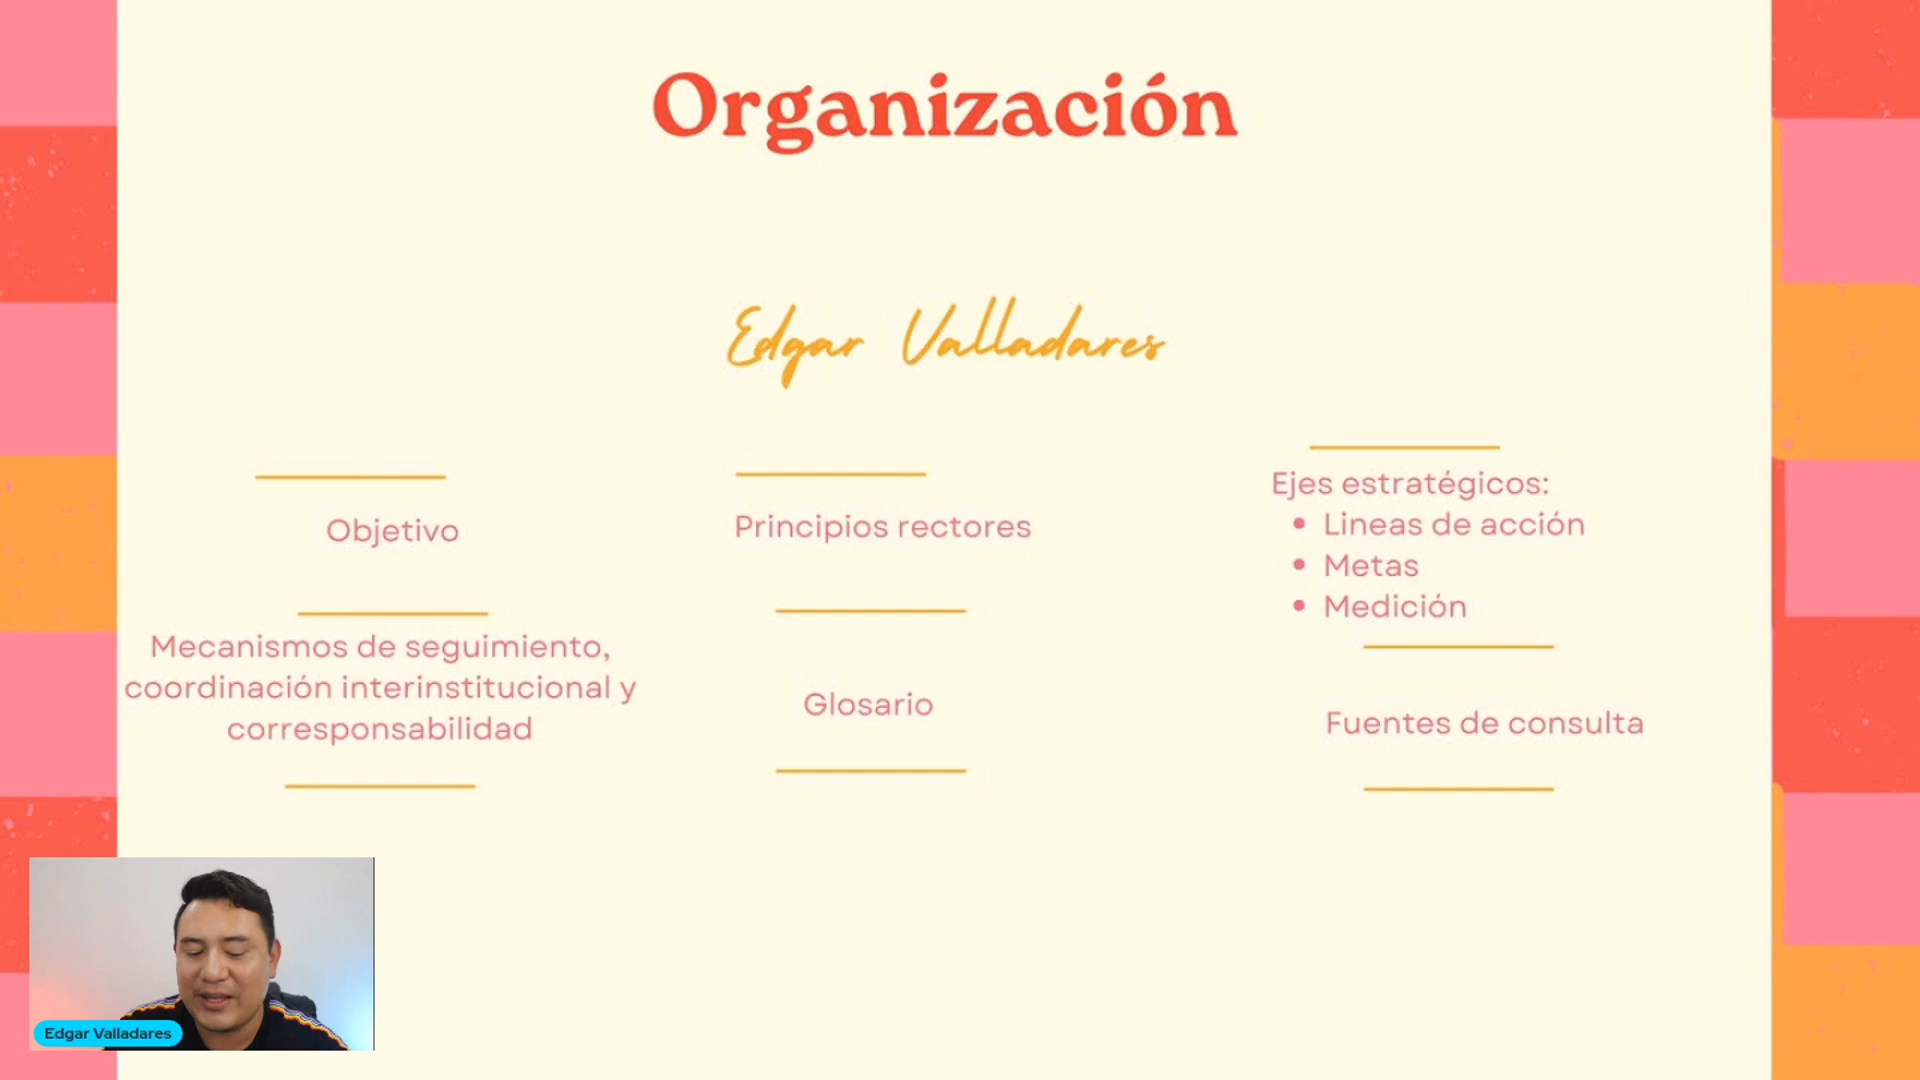 Organización
Edgar Valladares
Objetivo
Principios rectores
Ejes estratégicos:
• Lineas de acción
• Metas
• Medición
Mecanismos de seguimiento,
coordinación interinstitucional y
corresponsabilidad
Glosario
Fuentes de consulta
Edgar Valladares